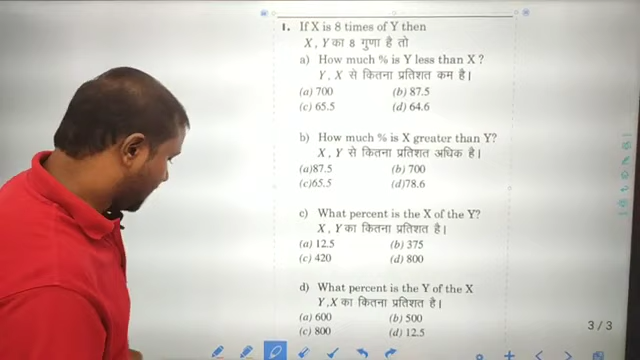 1. If X is 8 times of Y then
X, Y का 8 गुणा है तो
a) How much % is Y less than X ?
Y, X से कितना प्रतिशत कम है।
(a) 700 (b) 87.5
(c) 65.5 (d) 64.6
b) How much % is X greater than Y?
X, Y से कितना प्रतिशत अधिक है।
(a)87.5 (b) 700
(c)65.5 (d)78.6
c) What percent is the X of the Y?
X, Y का कितना प्रतिशत है।
(a) 12.5 (b) 375
(c) 420 (d) 800
d) What percent is the Y of the X
Y ,X का कितना प्रतिशत है।
(a) 600 (b) 500
(c) 800 (d) 12.5
3 / 3